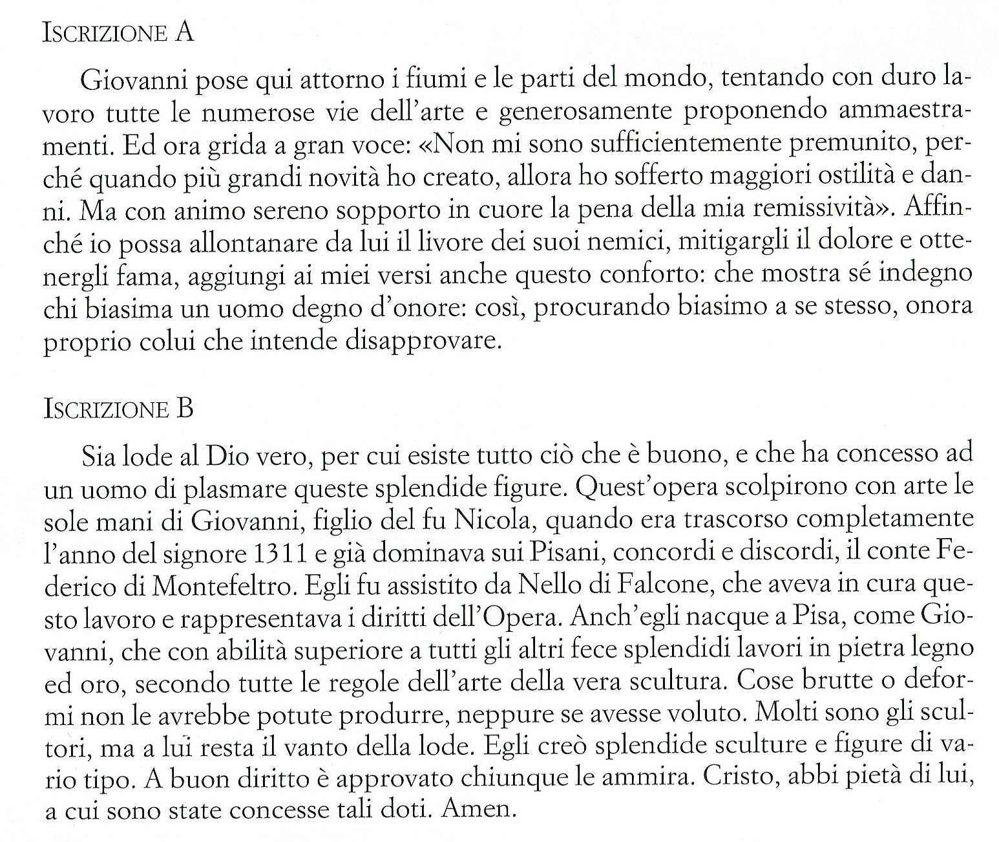 ISCRIZIONE A
Giovanni pose qui attorno i fiumi e le parti del mondo, tentando con duro la-
voro tutte le numerose vie dell’arte e generosamente proponendo ammaestra-
menti. Ed ora grida a gran voce: «Non mi sono sufficientemente premunito, per-
ché quando più grandi novità ho creato, allora ho sofferto maggiori ostilità e dan-
ni. Ma con animo sereno sopporto in cuore la pena della mia remissività». Affin-
ché io possa allontanare da lui il livore dei suoi nemici, mitigargli il dolore e otte-
nergli fama, aggiungi ai miei versi anche questo conforto: che mostra sé indegno
chi biasima un uomo degno d’onore: così, procurando biasimo a se stesso, onora
proprio colui che intende disapprovare.
ISCRIZIONE B
Sia lode al Dio vero, per cui esiste tutto ciò che è buono, e che ha concesso ad
un uomo di plasmare queste splendide figure. Quest’opera scolpirono con arte le
sole mani di Giovanni, figlio del fu Nicola, quando era trascorso completamente
l’anno del signore 1311 e già dominava sui Pisani, concordi e discordi, il conte Fe-
derico di Montefeltro. Egli fu assistito da Nello di Falcone, che aveva in cura que-
sto lavoro e rappresentava i diritti dell’Opera. Anch’egli nacque a Pisa, come Gio-
vanni, che con abilità superiore a tutti gli altri fece splendidi lavori in pietra legno
ed oro, secondo tutte le regole dell’arte della vera scultura. Cose brutte o defor-
mi non le avrebbe potute produrre, neppure se avesse voluto. Molti sono gli scul-
tori, ma a lui resta il vanto della lode. Egli creò splendide sculture e figure di va-
rio tipo. A buon diritto è approvato chiunque le ammira. Cristo, abbi pietà di lui,
a cui sono state concesse tali doti. Amen.